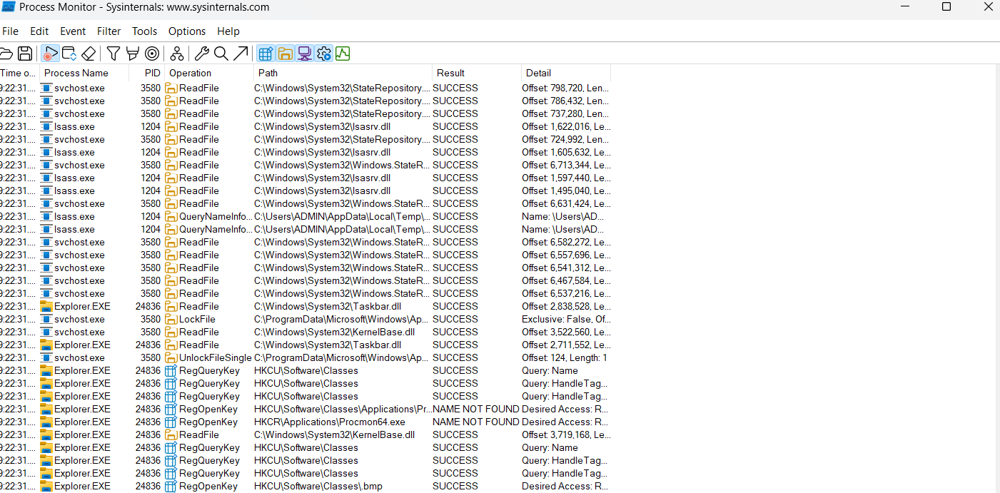 Process Monitor - Sysinternals: www.sysinternals.com
File Edit Event Filter Tools Options Help
Time o... Process Name PID Operation Path Result Detail
9:22:31.... svchost.exe 3580 ReadFile C:\Windows\System32\StateRepository.... SUCCESS Offset: 798,720, Len...
9:22:31.... svchost.exe 3580 ReadFile C:\Windows\System32\StateRepository.... SUCCESS Offset: 786,432, Len...
9:22:31.... svchost.exe 3580 ReadFile C:\Windows\System32\StateRepository.... SUCCESS Offset: 737,280, Len...
9:22:31.... lsass.exe 1204 ReadFile C:\Windows\System32\lsasrv.dll SUCCESS Offset: 1,622,016, Le...
9:22:31.... svchost.exe 3580 ReadFile C:\Windows\System32\StateRepository.... SUCCESS Offset: 724,992, Len...
9:22:31.... lsass.exe 1204 ReadFile C:\Windows\System32\lsasrv.dll SUCCESS Offset: 1,605,632, Le...
9:22:31.... svchost.exe 3580 ReadFile C:\Windows\System32\Windows.StateR... SUCCESS Offset: 6,713,344, Le...
9:22:31.... lsass.exe 1204 ReadFile C:\Windows\System32\lsasrv.dll SUCCESS Offset: 1,597,440, Le...
9:22:31.... lsass.exe 1204 ReadFile C:\Windows\System32\lsasrv.dll SUCCESS Offset: 1,495,040, Le...
9:22:31.... svchost.exe 3580 ReadFile C:\Windows\System32\Windows.StateR... SUCCESS Offset: 6,631,424, Le...
9:22:31.... lsass.exe 1204 QueryNameInfo... C:\Users\ADMIN\AppData\Local\Temp\... SUCCESS Name: \Users\AD...
9:22:31.... lsass.exe 1204 QueryNameInfo... C:\Users\ADMIN\AppData\Local\Temp\... SUCCESS Name: \Users\AD...
9:22:31.... svchost.exe 3580 ReadFile C:\Windows\System32\Windows.StateR... SUCCESS Offset: 6,582,272, Le...
9:22:31.... svchost.exe 3580 ReadFile C:\Windows\System32\Windows.StateR... SUCCESS Offset: 6,557,696, Le...
9:22:31.... svchost.exe 3580 ReadFile C:\Windows\System32\Windows.StateR... SUCCESS Offset: 6,541,312, Le...
9:22:31.... svchost.exe 3580 ReadFile C:\Windows\System32\Windows.StateR... SUCCESS Offset: 6,467,584, Le...
9:22:31.... svchost.exe 3580 ReadFile C:\Windows\System32\Windows.StateR... SUCCESS Offset: 6,537,216, Le...
9:22:31.... Explorer.EXE 24836 ReadFile C:\Windows\System32\Taskbar.dll SUCCESS Offset: 2,838,528, Le...
9:22:31.... svchost.exe 3580 LockFile C:\ProgramData\Microsoft\Windows\Ap... SUCCESS Exclusive: False, Of...
9:22:31.... svchost.exe 3580 ReadFile C:\Windows\System32\KernelBase.dll SUCCESS Offset: 3,522,560, Le...
9:22:31.... Explorer.EXE 24836 ReadFile C:\Windows\System32\Taskbar.dll SUCCESS Offset: 2,711,552, Le...
9:22:31.... svchost.exe 3580 UnlockFileSingle C:\ProgramData\Microsoft\Windows\Ap... SUCCESS Offset: 124, Length: 1
9:22:31.... Explorer.EXE 24836 RegQueryKey HKCU\Software\Classes SUCCESS Query: Name
9:22:31.... Explorer.EXE 24836 RegQueryKey HKCU\Software\Classes SUCCESS Query: HandleTag...
9:22:31.... Explorer.EXE 24836 RegQueryKey HKCU\Software\Classes SUCCESS Query: HandleTag...
9:22:31.... Explorer.EXE 24836 RegOpenKey HKCU\Software\Classes\Applications\Pr... NAME NOT FOUND Desired Access: R...
9:22:31.... Explorer.EXE 24836 RegOpenKey HKCR\Applications\Procmon64.exe NAME NOT FOUND Desired Access: R...
9:22:31.... Explorer.EXE 24836 ReadFile C:\Windows\System32\KernelBase.dll SUCCESS Offset: 3,719,168, Le...
9:22:31.... Explorer.EXE 24836 RegQueryKey HKCU\Software\Classes SUCCESS Query: Name
9:22:31.... Explorer.EXE 24836 RegQueryKey HKCU\Software\Classes SUCCESS Query: HandleTag...
9:22:31.... Explorer.EXE 24836 RegQueryKey HKCU\Software\Classes SUCCESS Query: HandleTag...
9:22:31.... Explorer.EXE 24836 RegOpenKey HKCU\Software\Classes\.bmp SUCCESS Desired Access: R...